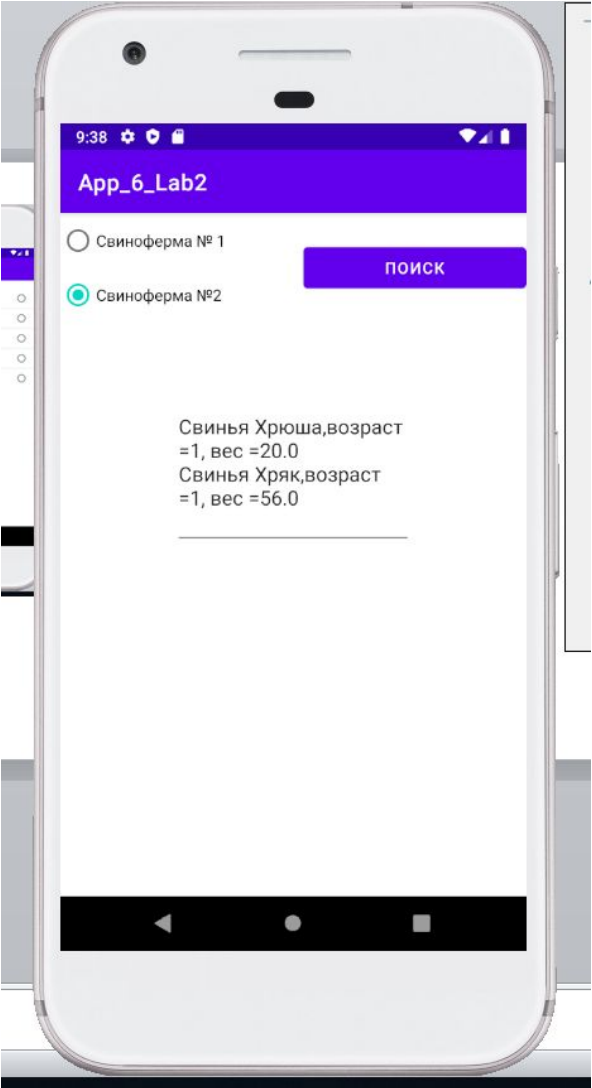 9:38
App_6_Lab2
Свиноферма № 1
ПОИСК
Свиноферма №2
Свинья Хрюша,возраст
=1, вес =20.0
Свинья Хряк,возраст
=1, вес =56.0